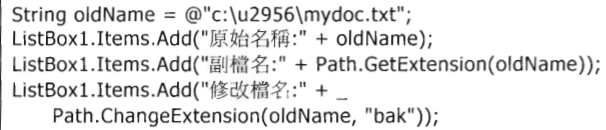 String oldName = @"c:\u2956\mydoc.txt";
ListBox1.Items.Add("原始名稱:" + oldName);
ListBox1.Items.Add("副檔名:" + Path.GetExtension(oldName));
ListBox1.Items.Add("修改檔名:" + _
Path.ChangeExtension(oldName, "bak"));